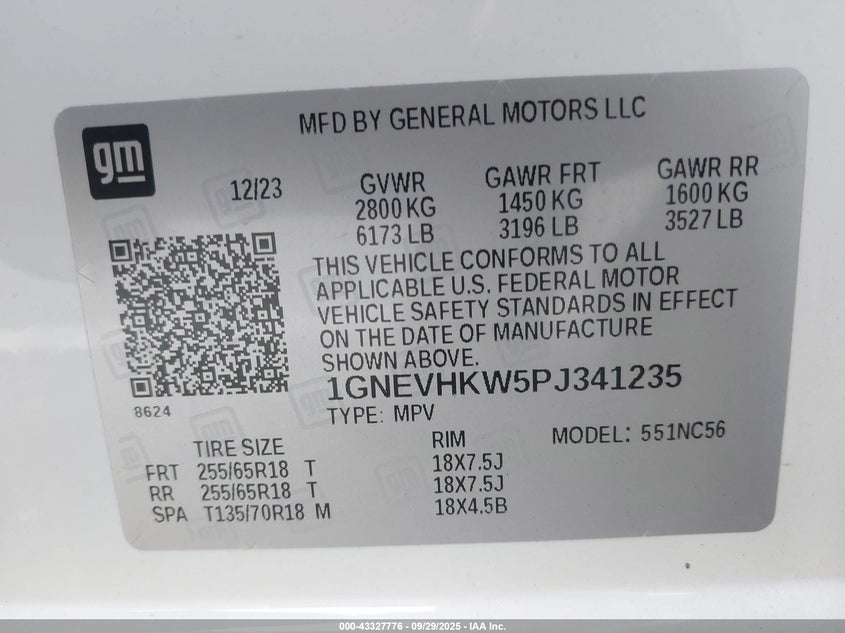 MFD BY GENERAL MOTORS LLC
gm
12/23
GVWR GAWR FRT GAWR RR
2800 KG 1450 KG 1600 KG
6173 LB 3196 LB 3527 LB
THIS VEHICLE CONFORMS TO ALL
APPLICABLE U.S. FEDERAL MOTOR
VEHICLE SAFETY STANDARDS IN EFFECT
ON THE DATE OF MANUFACTURE
SHOWN ABOVE.
1GNEVHKW5PJ341235
8624
TYPE: MPV
TIRE SIZE RIM MODEL: 551NC56
FRT 255/65R18 T 18X7.5J
RR 255/65R18 T 18X7.5J
SPA T135/70R18 M 18X4.5B
000-43327776 - 09/29/2025 - IAA Inc.